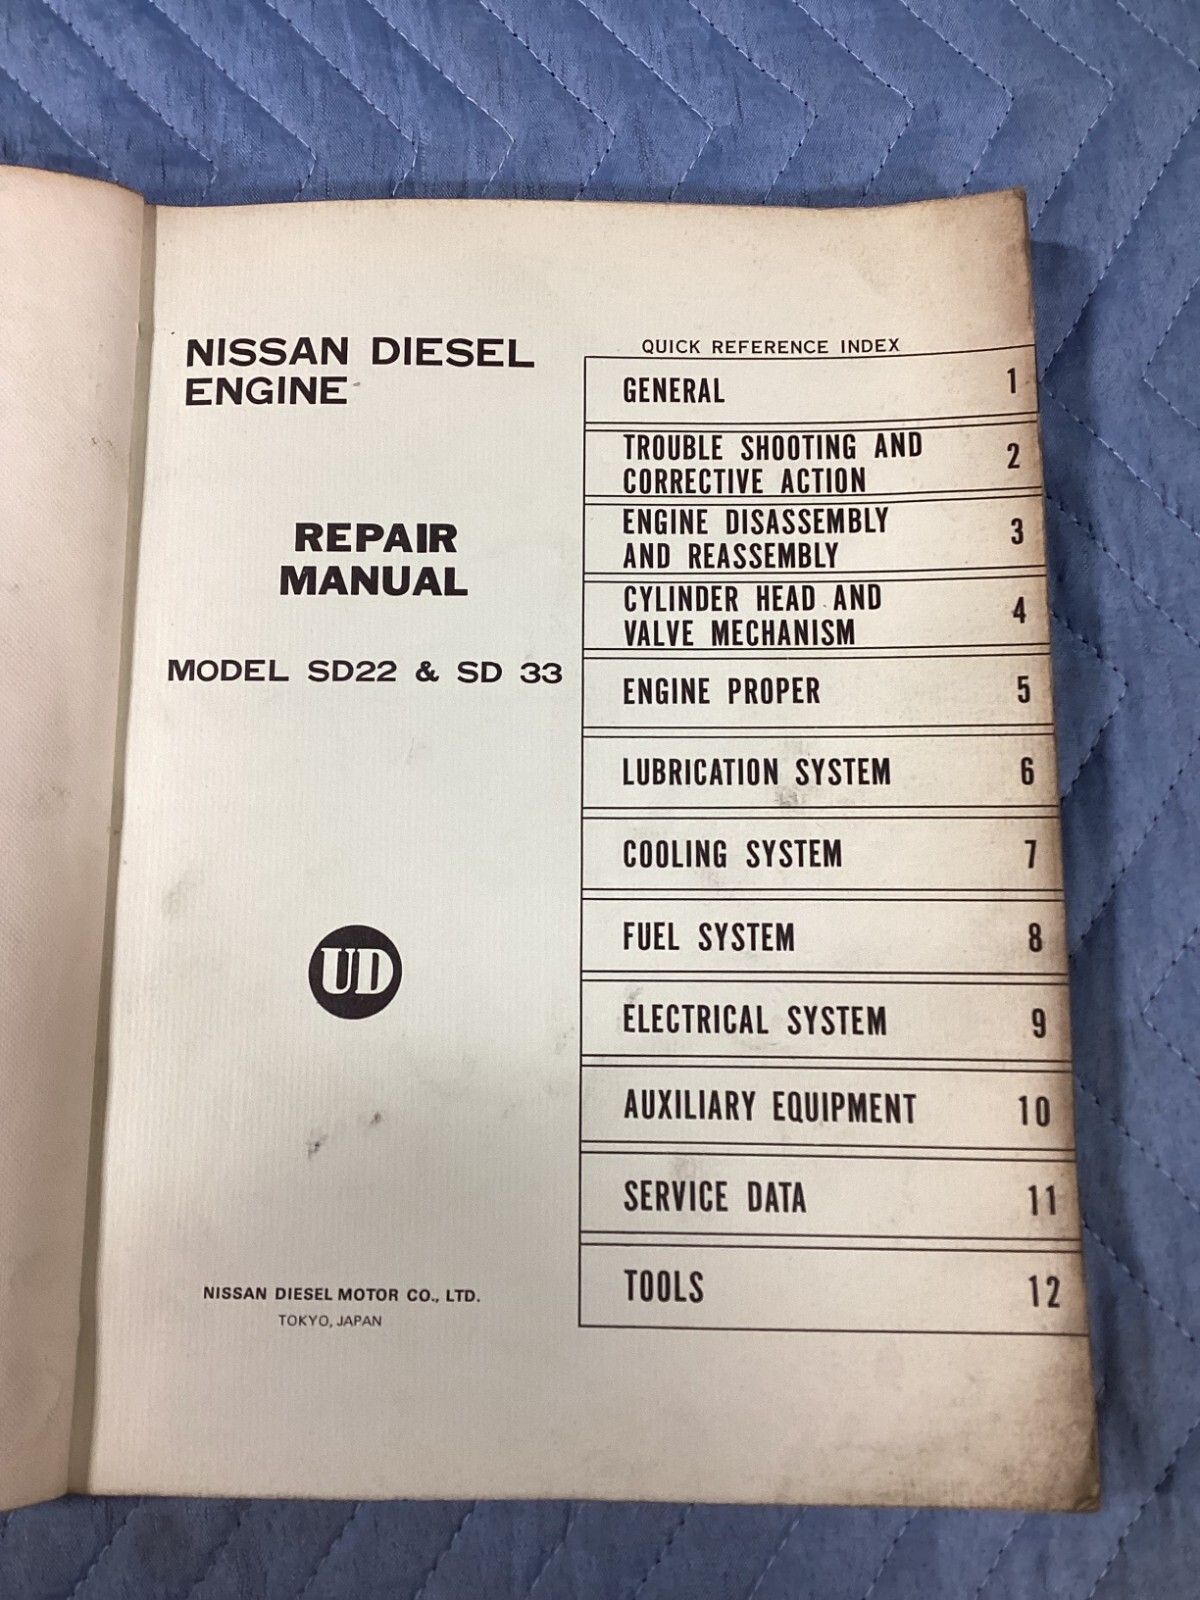 NISSAN DIESEL
ENGINE
REPAIR
MANUAL
MODEL SD22 & SD 33
UD
NISSAN DIESEL MOTOR CO., LTD.
TOKYO, JAPAN
QUICK REFERENCE INDEX
GENERAL 1
TROUBLE SHOOTING AND
CORRECTIVE ACTION 2
ENGINE DISASSEMBLY
AND REASSEMBLY 3
CYLINDER HEAD AND
VALVE MECHANISM 4
ENGINE PROPER 5
LUBRICATION SYSTEM 6
COOLING SYSTEM 7
FUEL SYSTEM 8
ELECTRICAL SYSTEM 9
AUXILIARY EQUIPMENT 10
SERVICE DATA 11
TOOLS 12